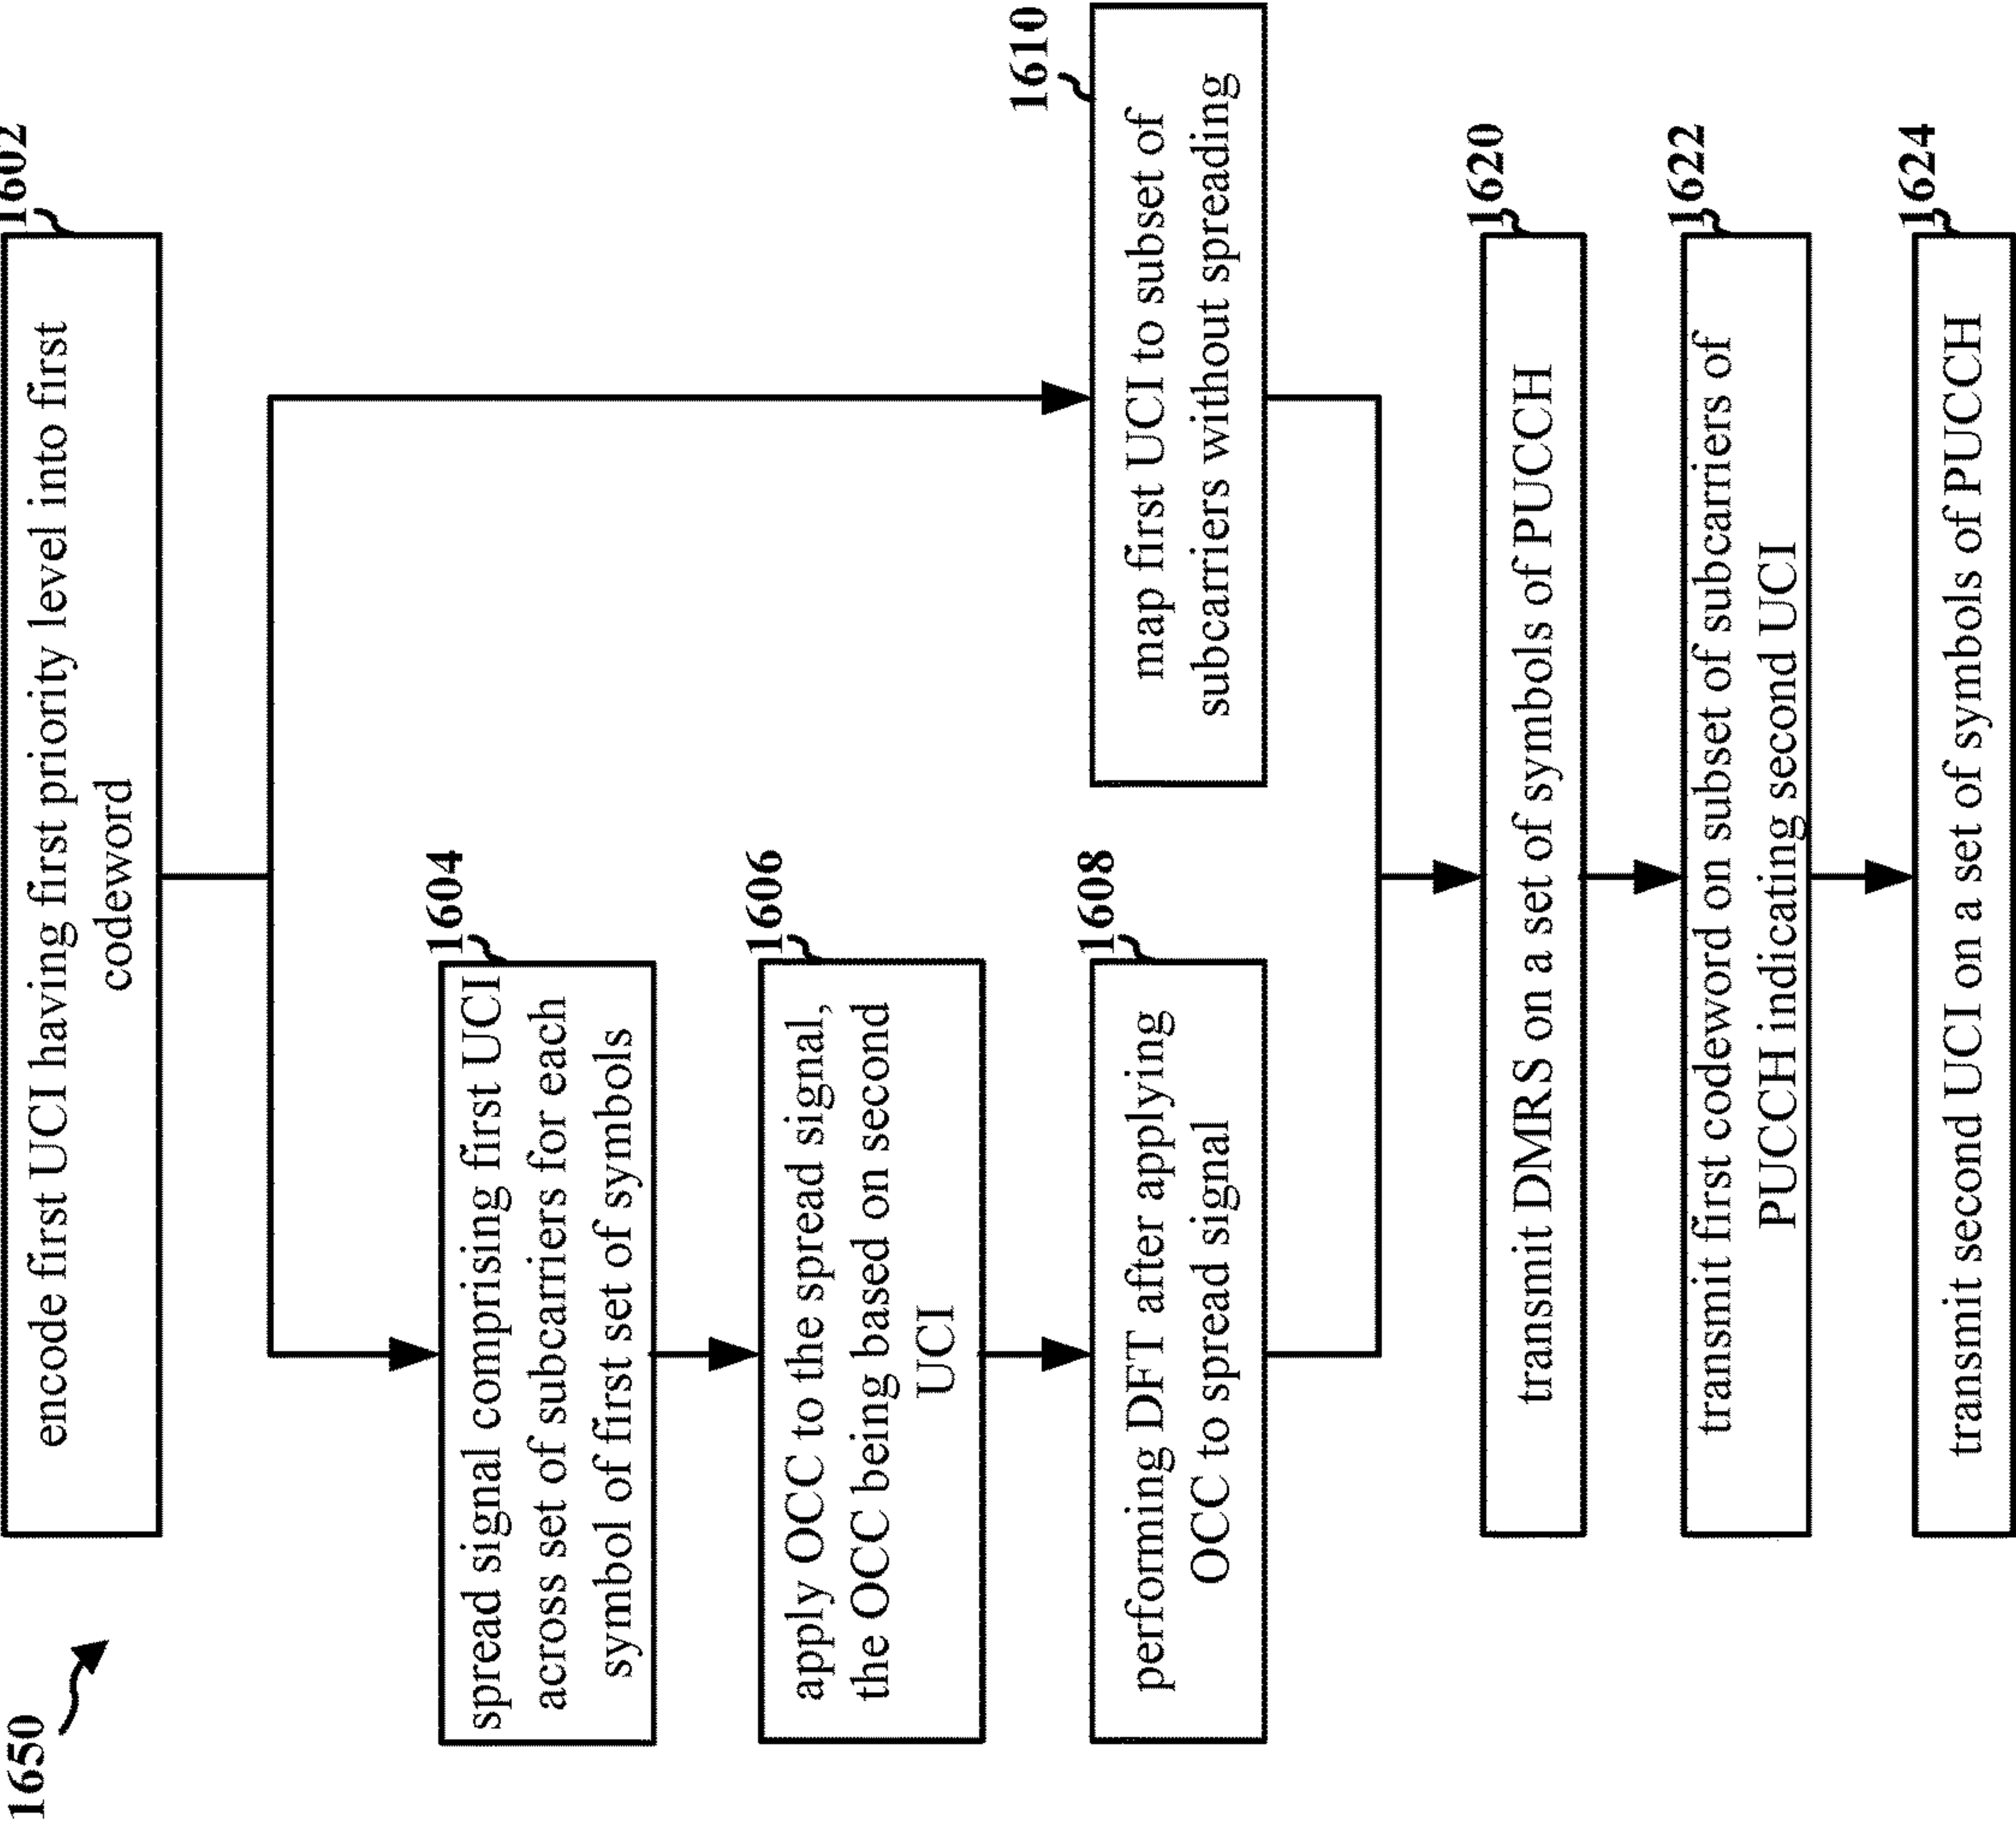 1650
1602
encode first UCI having first priority level into first
codeword
1604
spread signal comprising first UCI
across set of subcarriers for each
symbol of first set of symbols
1606
apply OCC to the spread signal,
the OCC being based on second
UCI
1608
performing DFT after applying
OCC to spread signal
1610
map first UCI to subset of
subcarriers without spreading
1620
transmit DMRS on a set of symbols of PUCCH
1622
transmit first codeword on subset of subcarriers of
PUCCH indicating second UCI
1624
transmit second UCI on a set of symbols of PUCCH